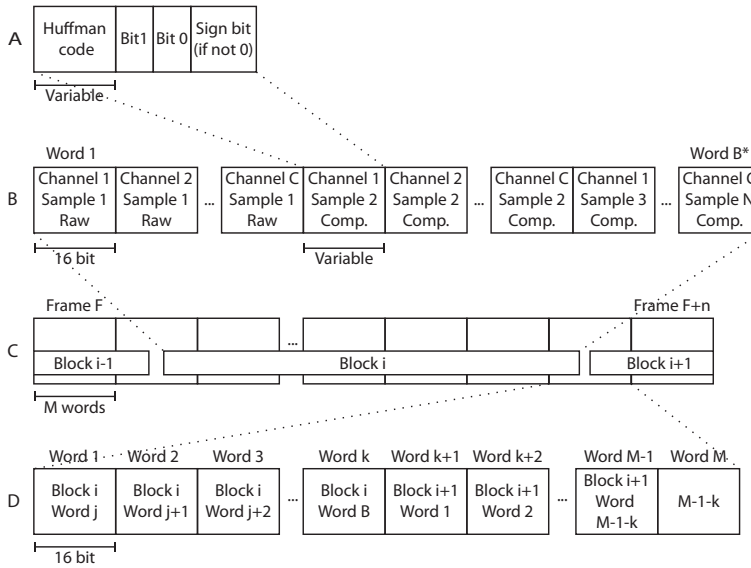 A
Huffman
code
Bit1
Bit 0
Sign bit
(if not 0)
Variable
Word 1
Word B*
B
Channel 1
Sample 1
Raw
Channel 2
Sample 1
Raw
...
Channel C
Sample 1
Raw
Channel 1
Sample 2
Comp.
Channel 2
Sample 2
Comp.
...
Channel C
Sample 2
Comp.
Channel 1
Sample 3
Comp.
...
Channel C
Sample N
Comp.
16 bit
Variable
Frame F
Frame F+n
...
C
Block i-1
Block i
Block i+1
M words
Word 1
Word 2
Word 3
Word k
Word k+1
Word k+2
Word M-1
Word M
D
Block i
Word j
Block i
Word j+1
Block i
Word j+2
...
Block i
Word B
Block i+1
Word 1
Block i+1
Word 2
...
Block i+1
Word
M-1-k
M-1-k
16 bit